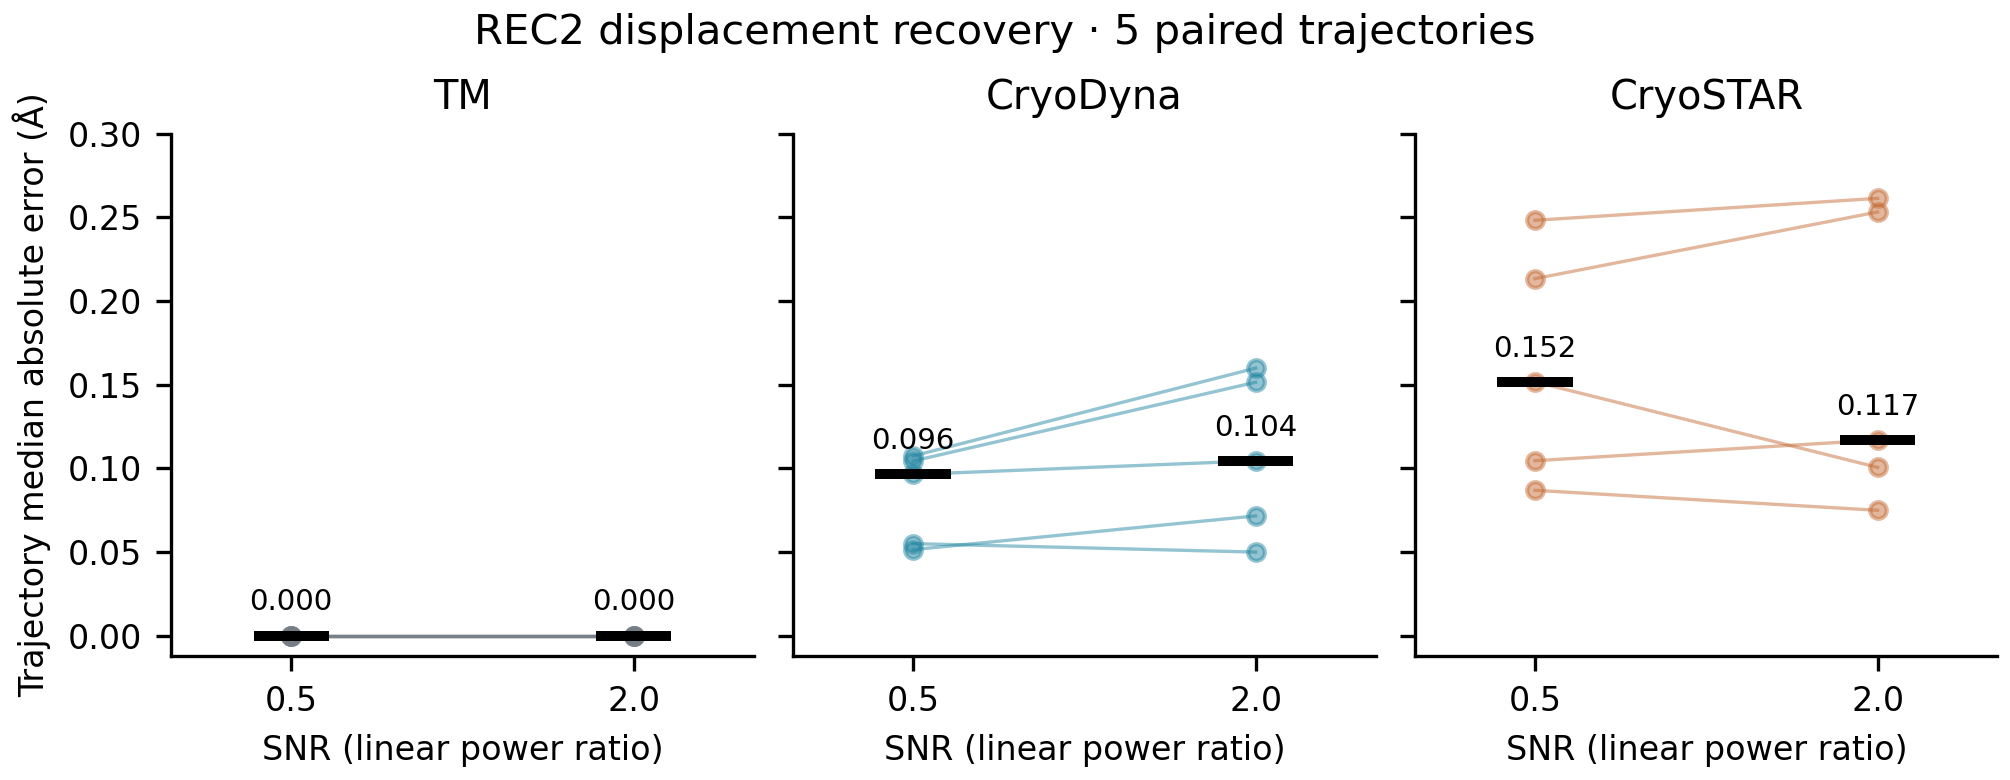 REC2 displacement recovery · 5 paired trajectories
TM
CryoDyna
CryoSTAR
Trajectory median absolute error (Å)
0.30
0.25
0.20
0.15
0.10
0.05
0.00
0.000
0.000
0.096
0.104
0.152
0.117
0.5
2.0
0.5
2.0
0.5
2.0
SNR (linear power ratio)
SNR (linear power ratio)
SNR (linear power ratio)